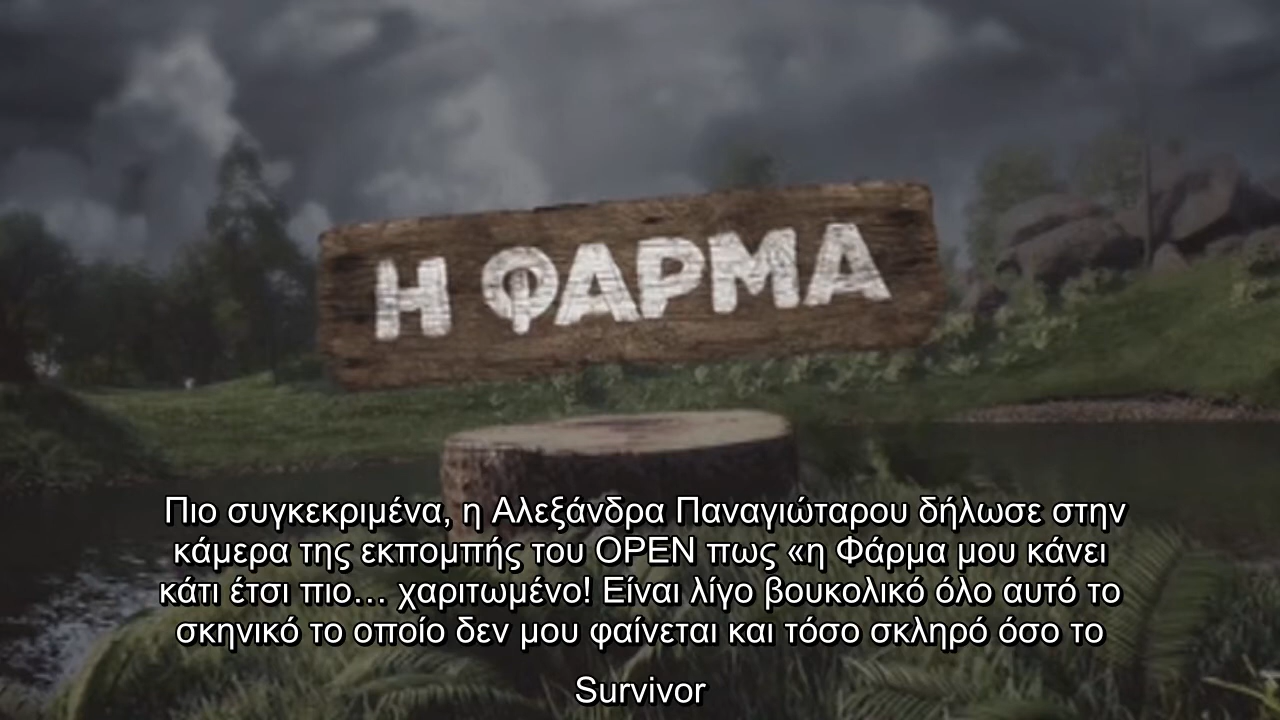 Η ΦΑΡΜΑ
Πιο συγκεκριμένα, η Αλεξάνδρα Παναγιώταρου δήλωσε στην
κάμερα της εκπομπής του OPEN πως «η Φάρμα μου κάνει
κάτι έτσι πιο… χαριτωμένο! Είναι λίγο βουκολικό όλο αυτό το
σκηνικό το οποίο δεν μου φαίνεται και τόσο σκληρό όσο το
Survivor